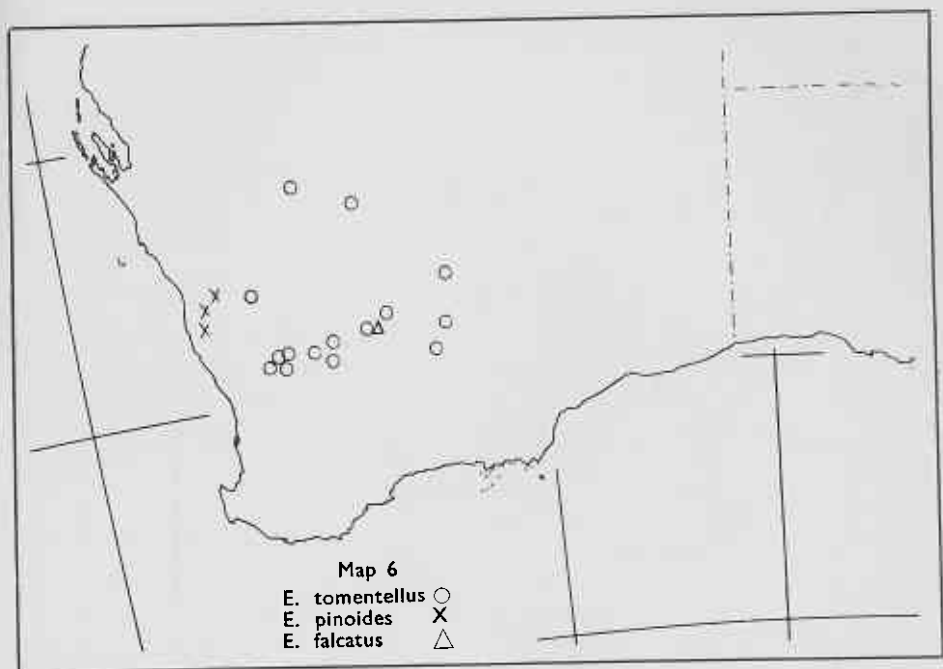 Map 6
E. tomentellus ○
E. pinoides X
E. falcatus △